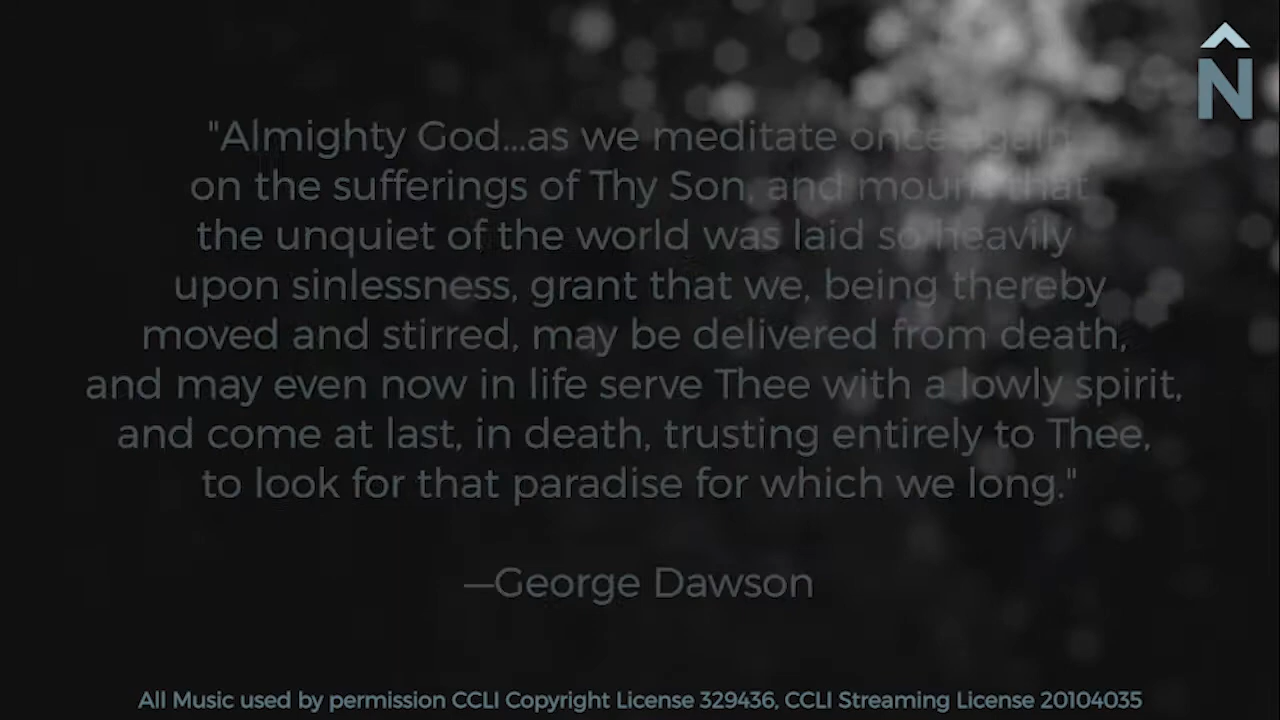 N
"Almighty God...as we meditate once again
on the sufferings of Thy Son, and mourn that
the unquiet of the world was laid so heavily
upon sinlessness, grant that we, being thereby
moved and stirred, may be delivered from death,
and may even now in life serve Thee with a lowly spirit,
and come at last, in death, trusting entirely to Thee,
to look for that paradise for which we long."
—George Dawson
All Music used by permission CCLI Copyright License 329436, CCLI Streaming License 20104035